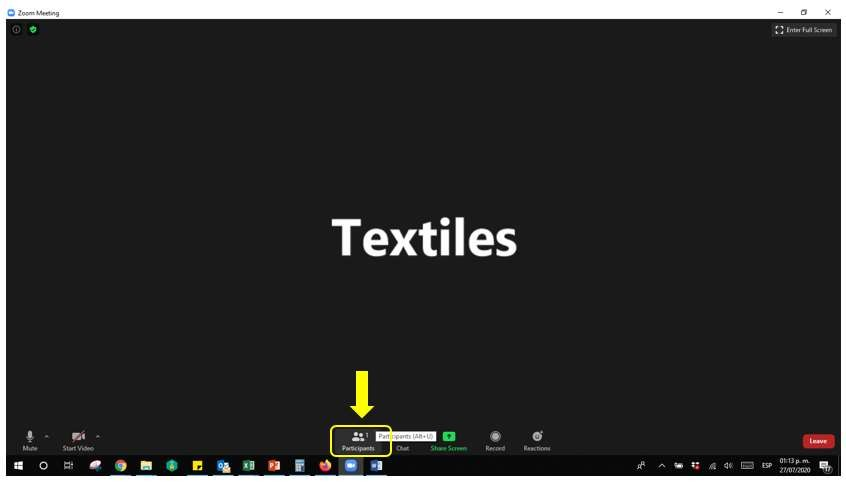 Zoom Meeting
Enter Full Screen
Textiles
1
Participants (Alt+U)
Mute
Start Video
Participants
Chat
Share Screen
Record
Reactions
Leave
ESP
01:13 p. m.
27/07/2020